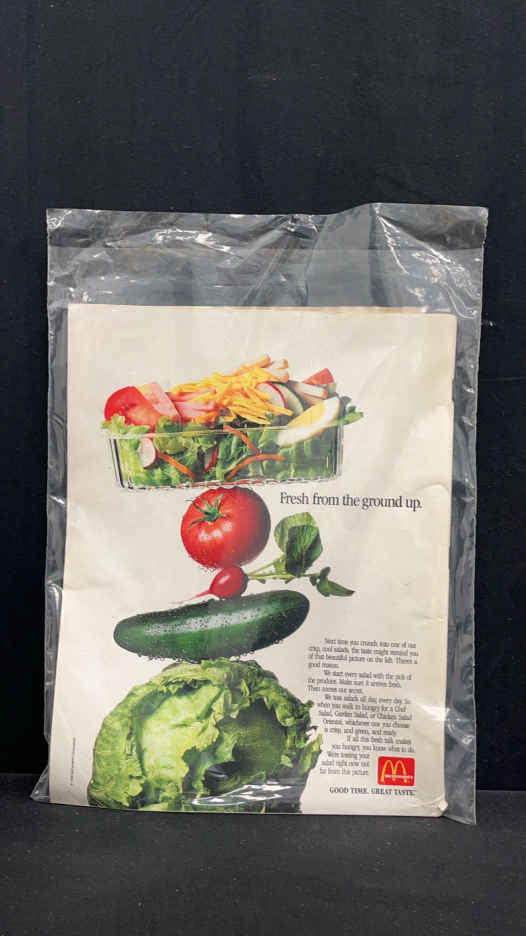 Fresh from the ground up.
Next time you crunch into one of our
crisp, cool salads, the taste might remind you
of that beautiful picture on the left. There's a
good reason.
We start every salad with the pick of
the produce. Make sure it arrives fresh.
Then comes our secret.
We toss salads all day, every day. So
when you walk in hungry for a Chef
Salad, Garden Salad, or Chicken Salad
Oriental, whichever one you choose
is crisp, and green, and ready.
If all this fresh talk makes
you hungry, you know what to do.
We're tossing your
salad right now not
far from this picture.
McDonald's
GOOD TIME. GREAT TASTE.